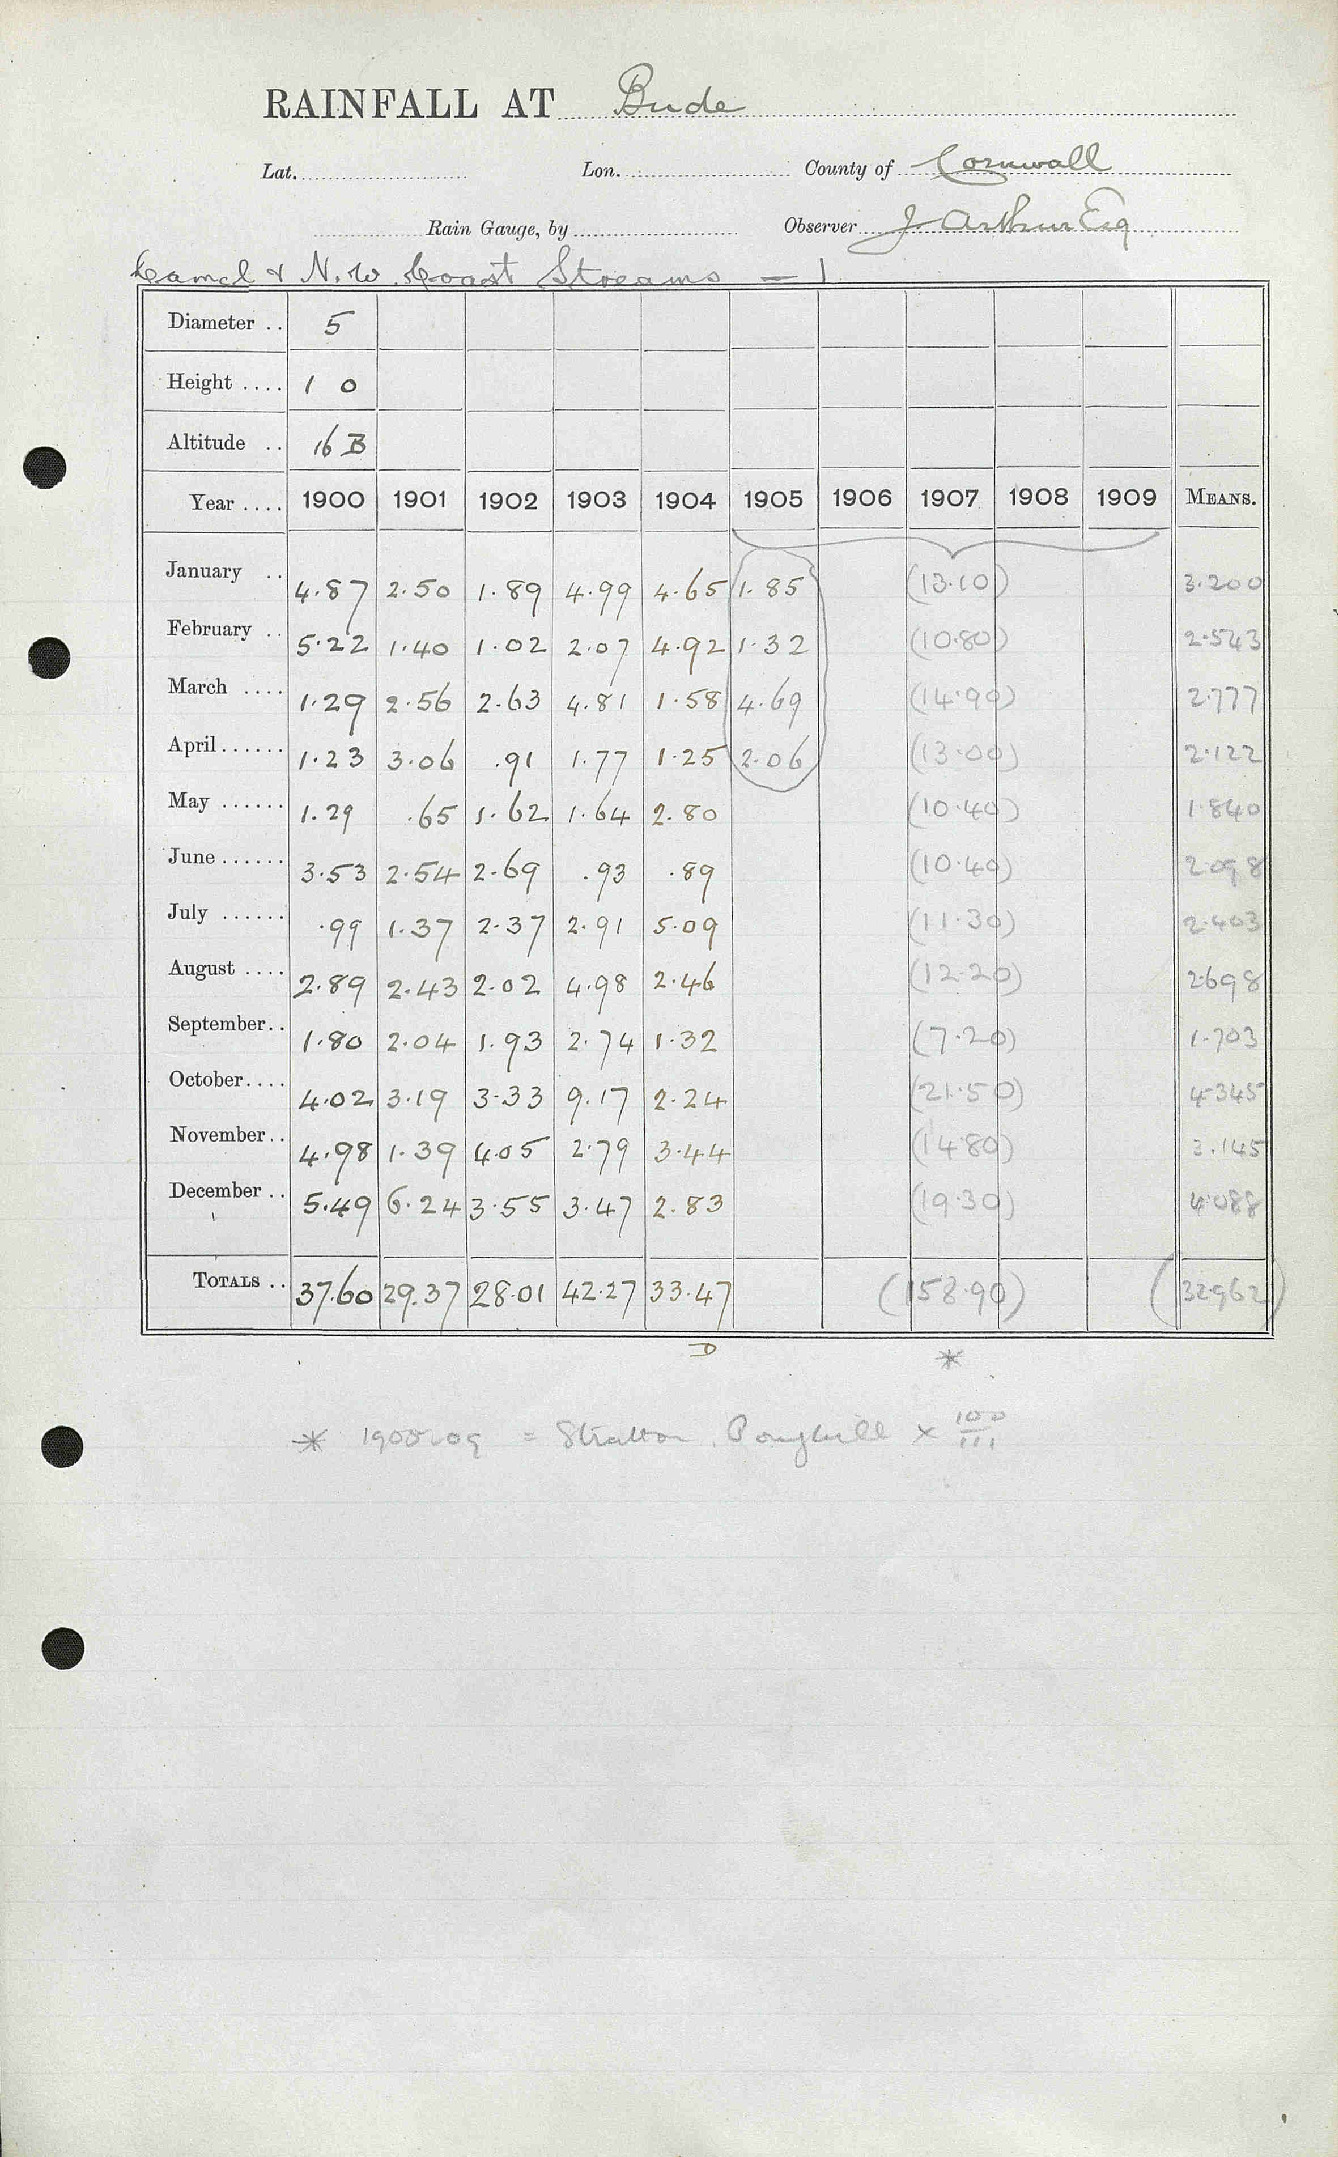 RAINFALL AT Bude
Lat. Lon. County of Cornwall
Rain Gauge, by Observer J. Arthur Esq
Camel & N.W. Coast Streams — 1
Diameter .. 5
Height .... 1 0
Altitude .. 16 B
Year .... 1900 1901 1902 1903 1904 1905 1906 1907 1908 1909 MEANS.
January .. 4.87 2.50 1.89 4.99 4.65 1.85 (13.10) 3.200
February .. 5.22 1.40 1.02 2.07 4.92 1.32 (10.80) 2.543
March .... 1.29 2.56 2.63 4.81 1.58 4.69 (14.90) 2.777
April ...... 1.23 3.06 .91 1.77 1.25 2.06 (13.00) 2.122
May ...... 1.29 .65 1.62 1.64 2.80 (10.40) 1.840
June ...... 3.53 2.54 2.69 .93 .89 (10.40) 2.098
July ...... .99 1.37 2.37 2.91 5.09 (11.30) 2.403
August .... 2.89 2.43 2.02 4.98 2.46 (12.20) 2.698
September.. 1.80 2.04 1.93 2.74 1.32 (7.20) 1.703
October.... 4.02 3.19 3.33 9.17 2.24 (21.50) 4.345
November.. 4.98 1.39 4.05 2.79 3.44 (14.80) 3.145
December .. 5.49 6.24 3.55 3.47 2.83 (19.30) 4.088
TOTALS .. 37.60 29.37 28.01 42.27 33.47 (158.90) (32.962)
D *
* 1905-09 = Stratton, Poughill × 100/111